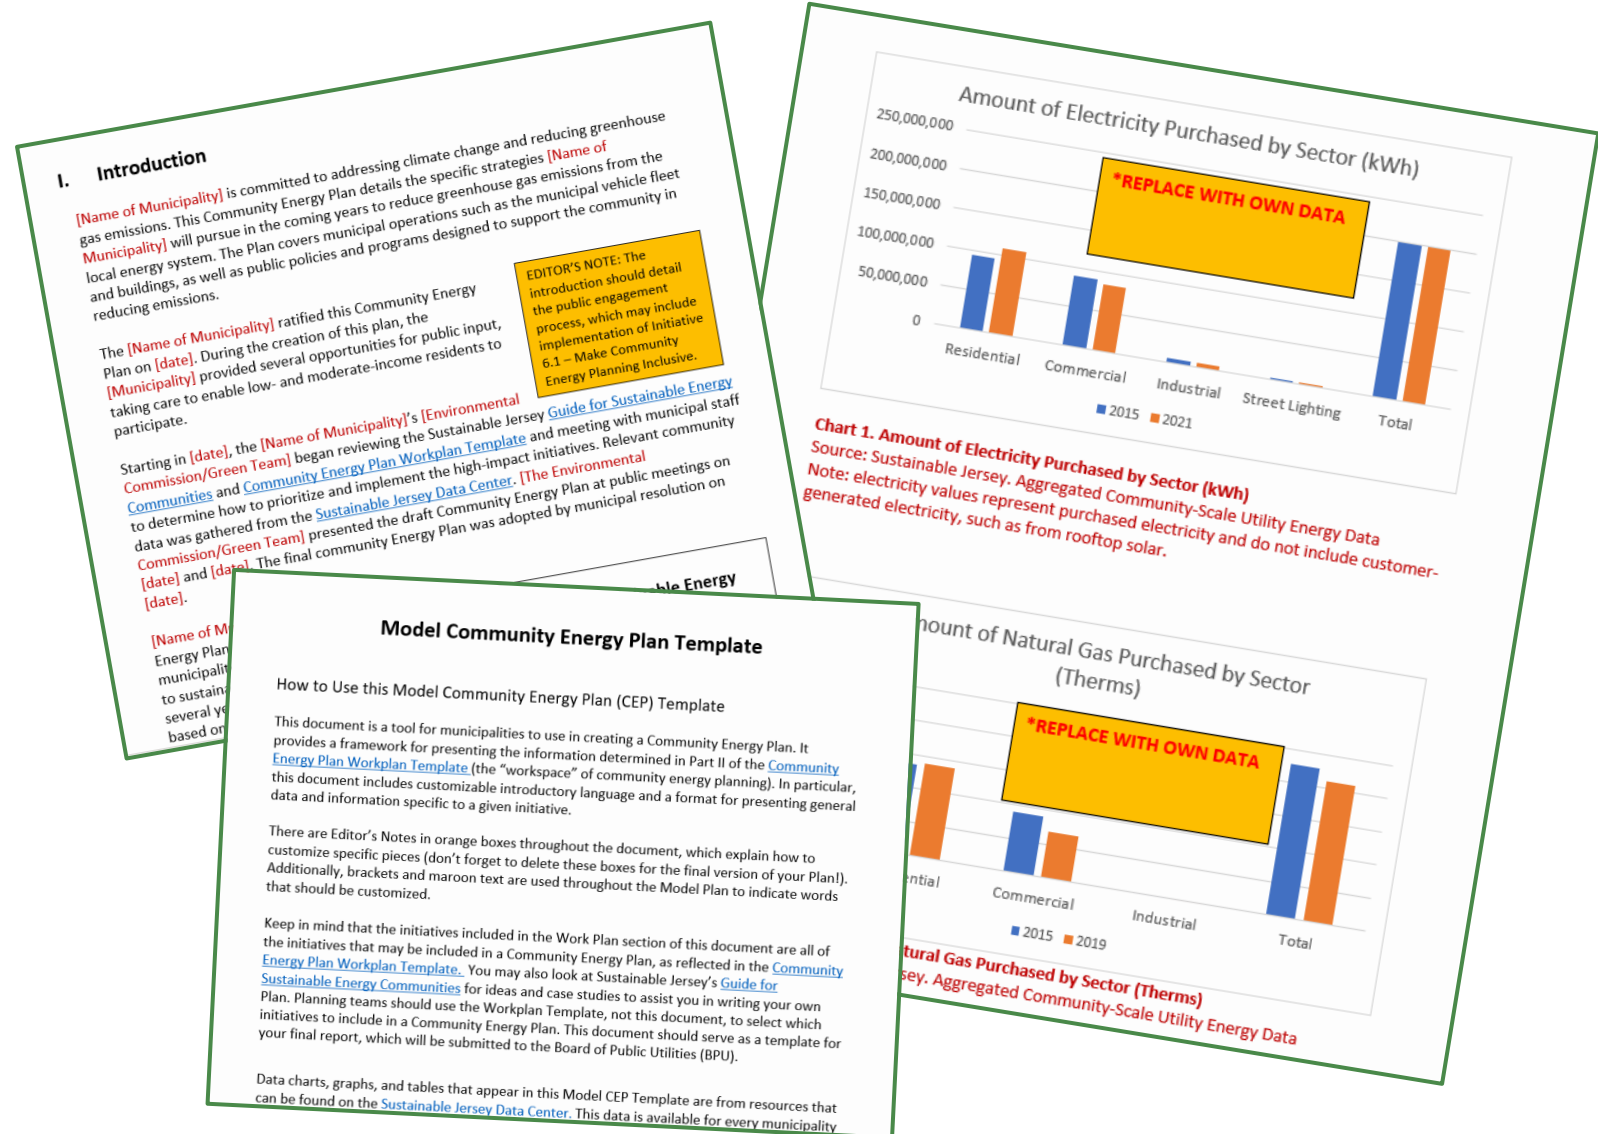 I. Introduction
[Name of Municipality] is committed to addressing climate change and reducing greenhouse
gas emissions. This Community Energy Plan details the specific strategies [Name of
Municipality] will pursue in the coming years to reduce greenhouse gas emissions from the
local energy system. The Plan covers municipal operations such as the municipal vehicle fleet
and buildings, as well as public policies and programs designed to support the community in
reducing emissions.
The [Name of Municipality] ratified this Community Energy
Plan on [date]. During the creation of this plan, the
[Municipality] provided several opportunities for public input,
taking care to enable low- and moderate-income residents to
participate.
EDITOR'S NOTE: The
introduction should detail
the public engagement
process, which may include
implementation of Initiative
6.1 – Make Community
Energy Planning Inclusive.
Starting in [date], the [Name of Municipality]'s [Environmental
Commission/Green Team] began reviewing the Sustainable Jersey Guide for Sustainable Energy
Communities and Community Energy Plan Workplan Template and meeting with municipal staff
to determine how to prioritize and implement the high-impact initiatives. Relevant community
data was gathered from the Sustainable Jersey Data Center. [The Environmental
Commission/Green Team] presented the draft Community Energy Plan at public meetings on
[date] and [date]. The final community Energy Plan was adopted by municipal resolution on
[date].
[Name of M
Energy Plan
municipalit
to sustaina
several ye
based on
ble Energy
Model Community Energy Plan Template
How to Use this Model Community Energy Plan (CEP) Template
This document is a tool for municipalities to use in creating a Community Energy Plan. It
provides a framework for presenting the information determined in Part II of the Community
Energy Plan Workplan Template (the "workspace" of community energy planning). In particular,
this document includes customizable introductory language and a format for presenting general
data and information specific to a given initiative.
There are Editor's Notes in orange boxes throughout the document, which explain how to
customize specific pieces (don't forget to delete these boxes for the final version of your Plan!).
Additionally, brackets and maroon text are used throughout the Model Plan to indicate words
that should be customized.
Keep in mind that the initiatives included in the Work Plan section of this document are all of
the initiatives that may be included in a Community Energy Plan, as reflected in the Community
Energy Plan Workplan Template. You may also look at Sustainable Jersey's Guide for
Sustainable Energy Communities for ideas and case studies to assist you in writing your own
Plan. Planning teams should use the Workplan Template, not this document, to select which
initiatives to include in a Community Energy Plan. This document should serve as a template for
your final report, which will be submitted to the Board of Public Utilities (BPU).
Data charts, graphs, and tables that appear in this Model CEP Template are from resources that
can be found on the Sustainable Jersey Data Center. This data is available for every municipality
Amount of Electricity Purchased by Sector (kWh)
250,000,000
200,000,000
150,000,000
100,000,000
50,000,000
0
*REPLACE WITH OWN DATA
Residential Commercial Industrial Street Lighting Total
2015 2021
Chart 1. Amount of Electricity Purchased by Sector (kWh)
Source: Sustainable Jersey. Aggregated Community-Scale Utility Energy Data
Note: electricity values represent purchased electricity and do not include customer-
generated electricity, such as from rooftop solar.
mount of Natural Gas Purchased by Sector
(Therms)
*REPLACE WITH OWN DATA
ential Commercial Industrial Total
2015 2019
tural Gas Purchased by Sector (Therms)
sey. Aggregated Community-Scale Utility Energy Data